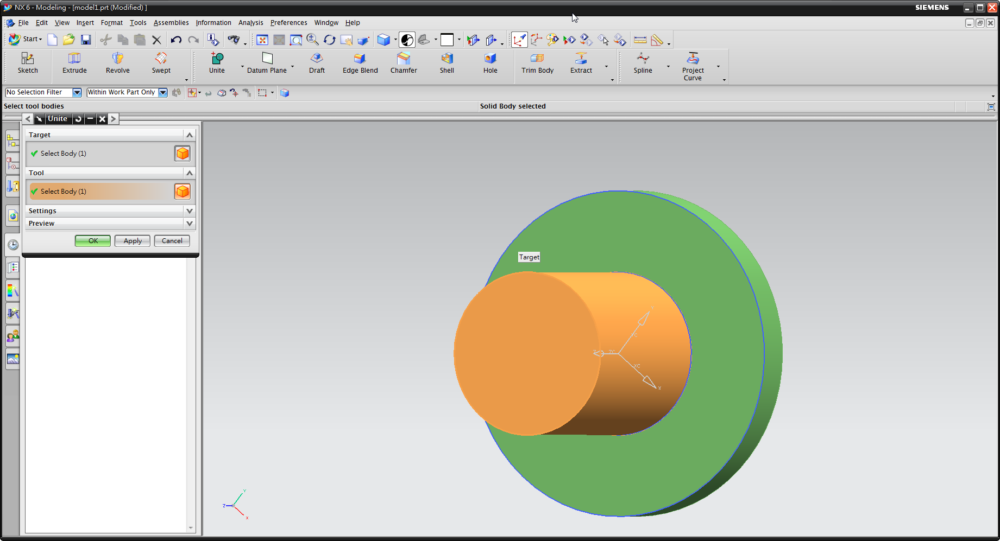 NX 6 - Modeling - [model1.prt (Modified) ]
SIEMENS
File Edit View Insert Format Tools Assemblies Information Analysis Preferences Window Help
Start
Sketch Extrude Revolve Swept Unite Datum Plane Draft Edge Blend Chamfer Shell Hole Trim Body Extract Spline Project Curve
No Selection Filter Within Work Part Only
Select tool bodies
Solid Body selected
Unite
Target
Select Body (1)
Tool
Select Body (1)
Settings
Preview
OK Apply Cancel
Target
Y
YC
Z ZC
XC
X
Y
Z
X